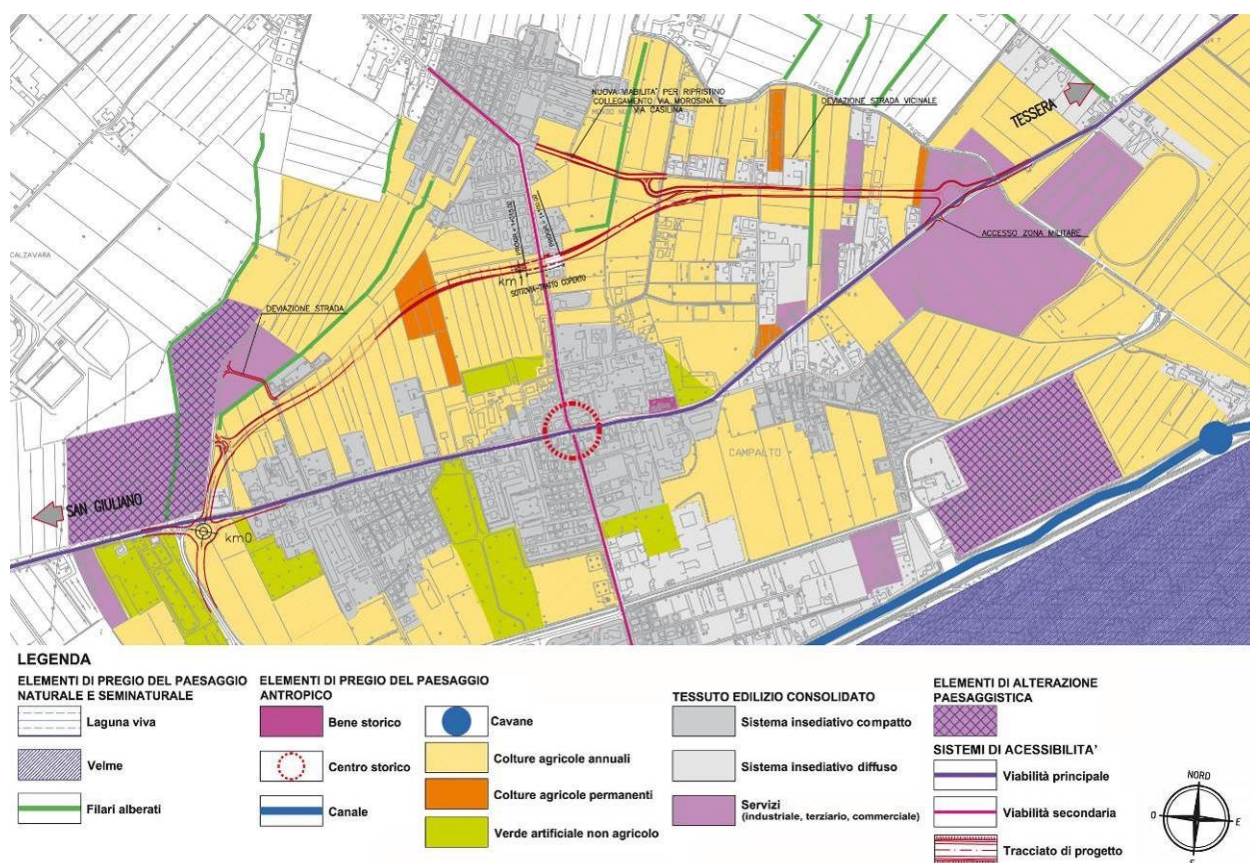 NUOVA VIABILITA' PER RIPRISTINO
COLLEGAMENTO VIA MOROSINA E
VIA CASILINA
DEVIAZIONE STRADA VICINALE
TESSERA
ACCESSO ZONA MILITARE
CALZAVARA
km1
SOTTOVIA-TRATTO COPERTO
DEVIAZIONE STRADA
CAMPALTO
SAN GIULIANO
km0
LEGENDA
ELEMENTI DI PREGIO DEL PAESAGGIO
NATURALE E SEMINATURALE
Laguna viva
Velme
Filari alberati
ELEMENTI DI PREGIO DEL PAESAGGIO
ANTROPICO
Bene storico
Centro storico
Canale
Cavane
Colture agricole annuali
Colture agricole permanenti
Verde artificiale non agricolo
TESSUTO EDILIZIO CONSOLIDATO
Sistema insediativo compatto
Sistema insediativo diffuso
Servizi
(industriale, terziario, commerciale)
ELEMENTI DI ALTERAZIONE
PAESAGGISTICA
SISTEMI DI ACESSIBILITA'
Viabilità principale
Viabilità secondaria
Tracciato di progetto
NORD
O
E
S